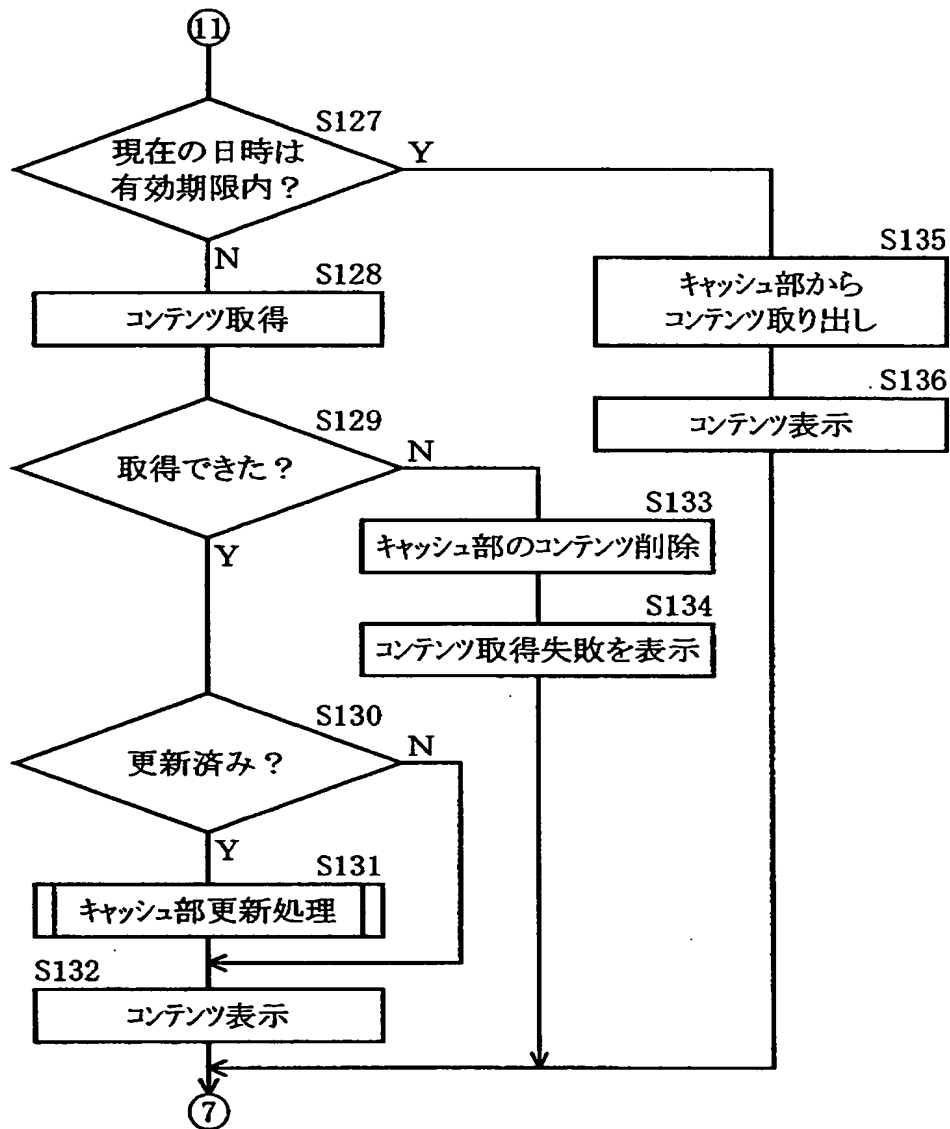 ⑪
S127
現在の日時は
有効期限内？
Y
N
S128
コンテンツ取得
S135
キャッシュ部から
コンテンツ取り出し
S136
コンテンツ表示
S129
取得できた？
N
Y
S133
キャッシュ部のコンテンツ削除
S134
コンテンツ取得失敗を表示
S130
更新済み？
N
Y
S131
キャッシュ部更新処理
S132
コンテンツ表示
⑦